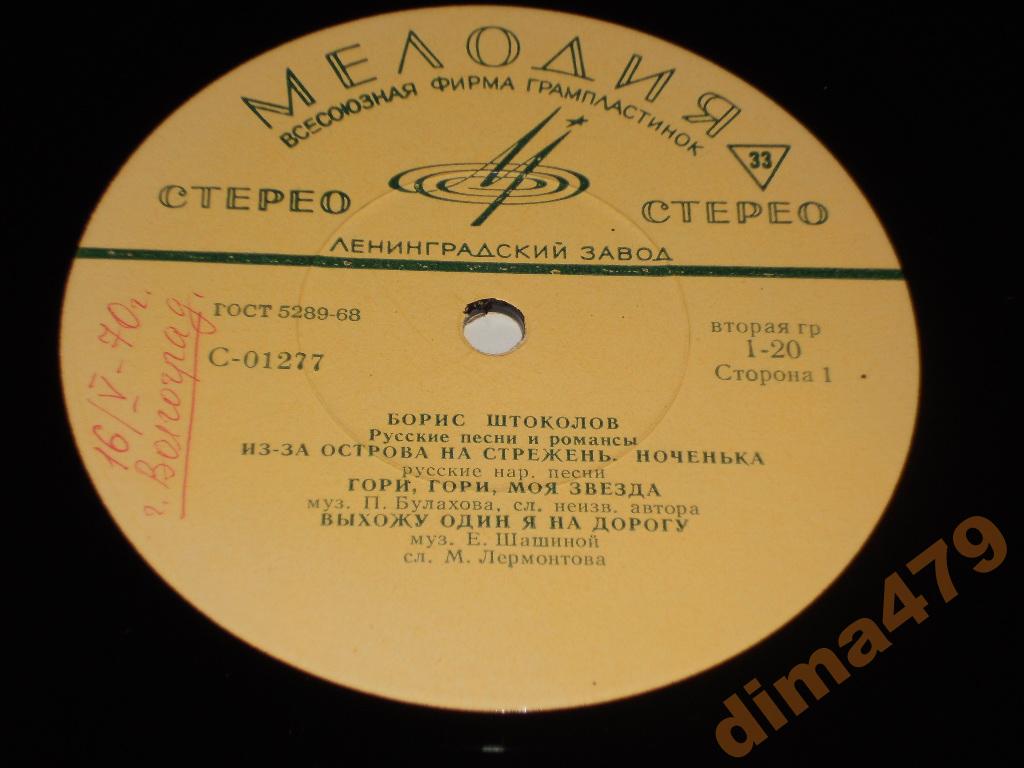 МЕЛОДИЯ
ВСЕСОЮЗНАЯ ФИРМА ГРАМПЛАСТИНОК
33
СТЕРЕО СТЕРЕО
ЛЕНИНГРАДСКИЙ ЗАВОД
ГОСТ 5289-68
С-01277
вторая гр
1-20
Сторона 1
16/V-70г.
г. Волгоград.
БОРИС ШТОКОЛОВ
Русские песни и романсы
ИЗ-ЗА ОСТРОВА НА СТРЕЖЕНЬ. НОЧЕНЬКА
русские нар. песни
ГОРИ, ГОРИ, МОЯ ЗВЕЗДА
муз. П. Булахова, сл. неизв. автора
ВЫХОЖУ ОДИН Я НА ДОРОГУ
муз. Е. Шашиной
сл. М. Лермонтова
dima479